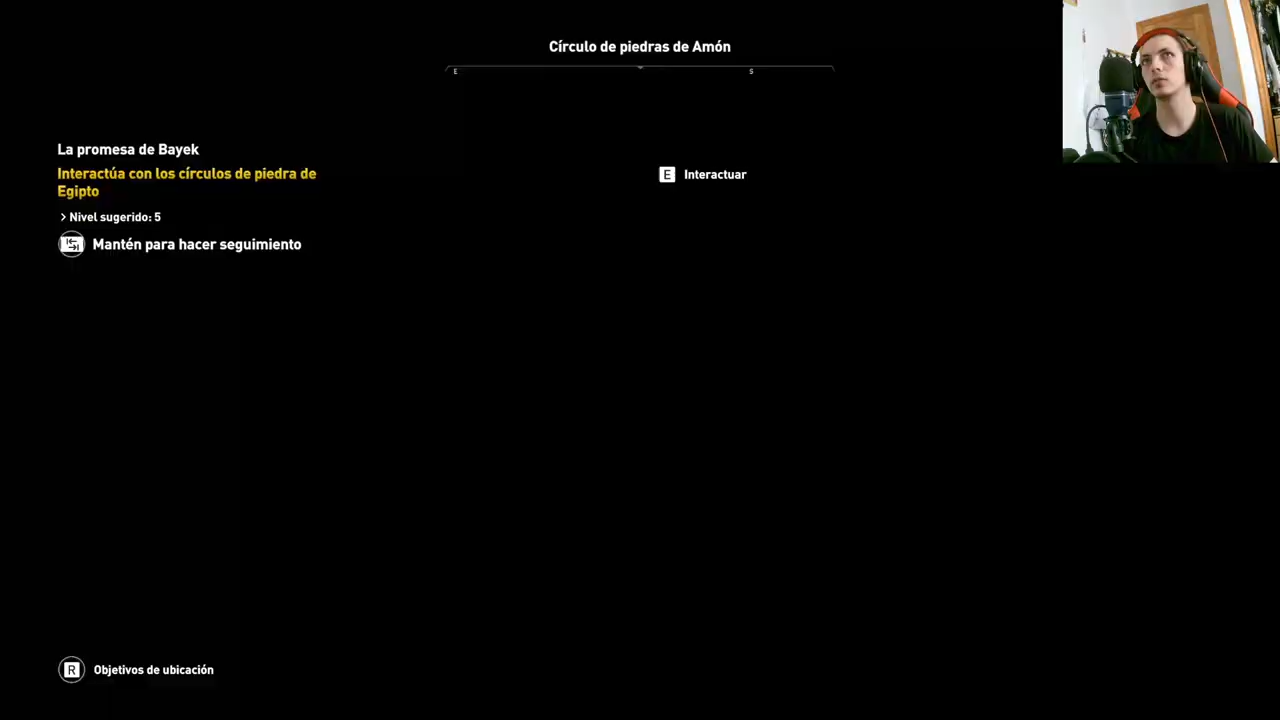 Círculo de piedras de Amón
E
S
La promesa de Bayek
Interactúa con los círculos de piedra de
Egipto
E Interactuar
> Nivel sugerido: 5
Mantén para hacer seguimiento
R Objetivos de ubicación